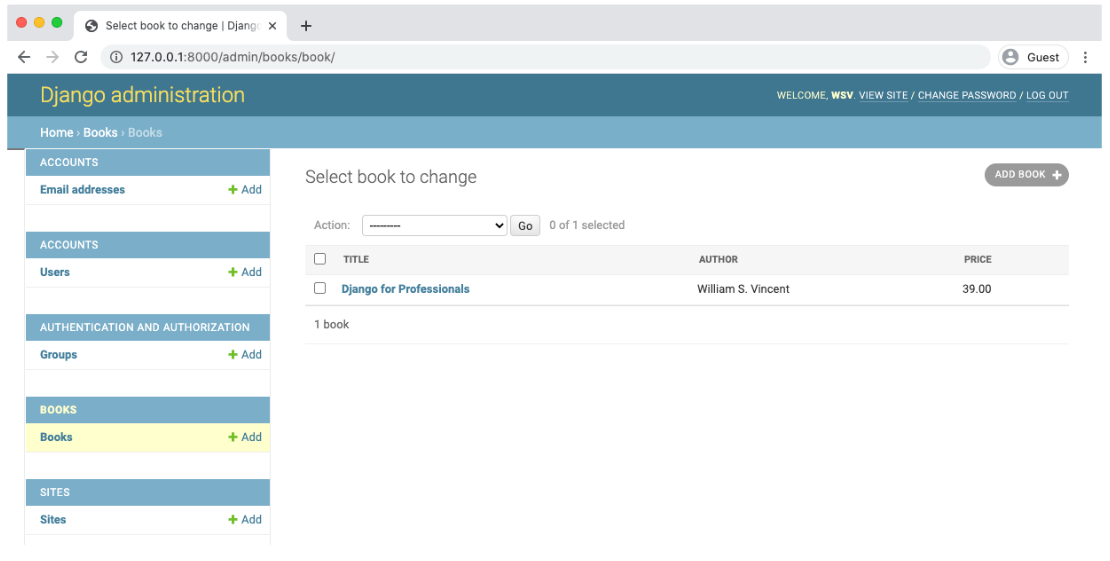 Select book to change | Djang
127.0.0.1:8000/admin/books/book/
Guest
Django administration
WELCOME, WSV. VIEW SITE / CHANGE PASSWORD / LOG OUT
Home › Books › Books
ACCOUNTS
Email addresses + Add
ACCOUNTS
Users + Add
AUTHENTICATION AND AUTHORIZATION
Groups + Add
BOOKS
Books + Add
SITES
Sites + Add
Select book to change
ADD BOOK +
Action: --------- Go 0 of 1 selected
TITLE AUTHOR PRICE
Django for Professionals William S. Vincent 39.00
1 book